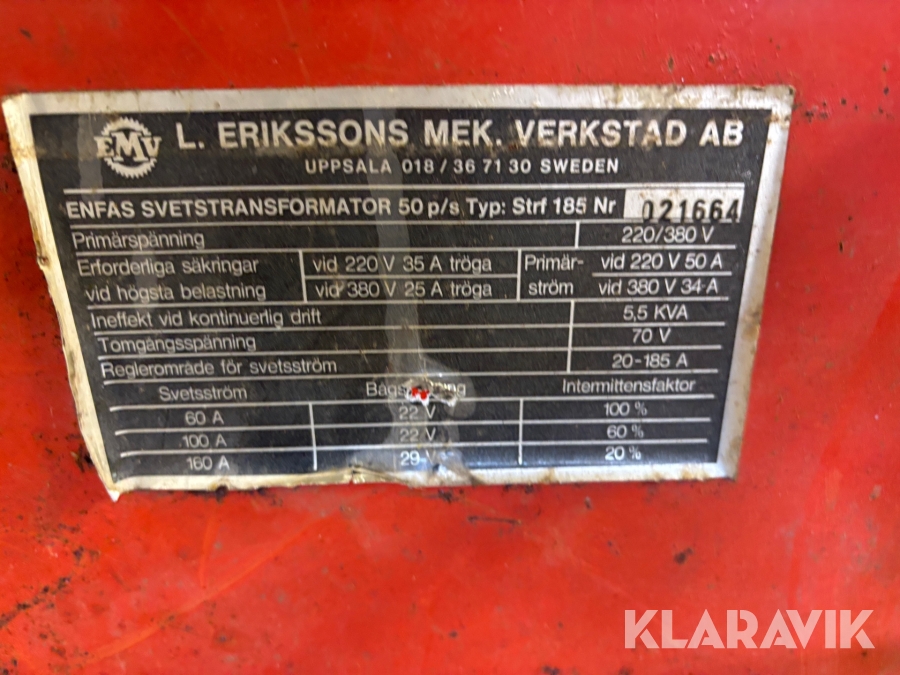 EMV L. ERIKSSONS MEK. VERKSTAD AB
UPPSALA 018 / 36 71 30 SWEDEN
ENFAS SVETSTRANSFORMATOR 50 p/s Typ: Strf 185 Nr 021664
Primärspänning 220/380 V
Erforderliga säkringar vid 220 V 35 A tröga Primär- vid 220 V 50 A
vid högsta belastning vid 380 V 25 A tröga ström vid 380 V 34 A
Ineffekt vid kontinuerlig drift 5,5 KVA
Tomgångsspänning 70 V
Reglerområde för svetsström 20-185 A
Svetsström Intermittensfaktor
60 A 22 V 100 %
100 A 22 V 60 %
160 A 29 V 20 %
KLARAVIK